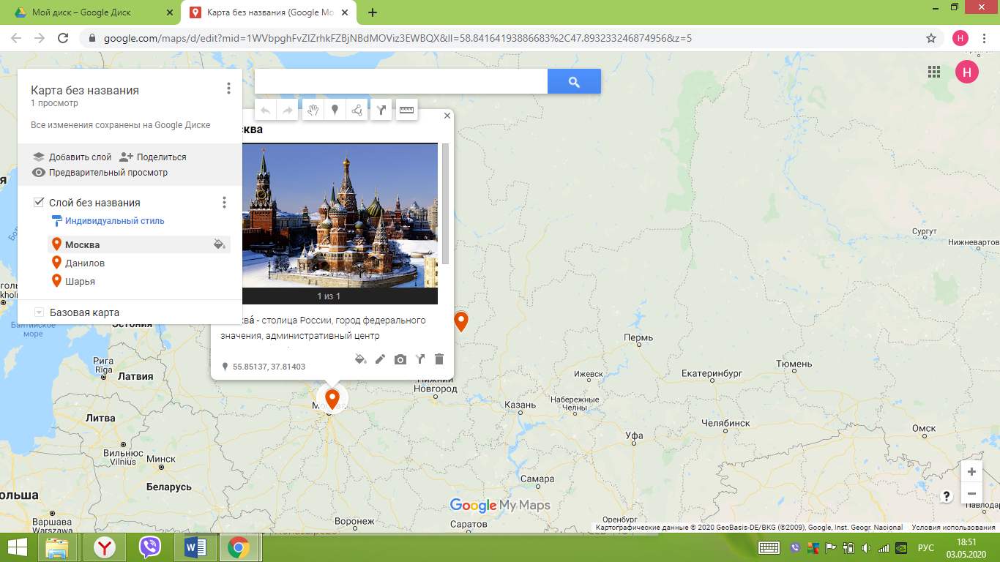 Мой диск – Google Диск
Карта без названия (Google Mo
google.com/maps/d/edit?mid=1WVbpghFvZIZrhkFZBjNBdMOViz3EWBQX&ll=58.84164193886683%2C47.893233246874956&z=5
H
H
Карта без названия
1 просмотр
Все изменения сохранены на Google Диске
Добавить слой
Поделиться
Предварительный просмотр
Слой без названия
Индивидуальный стиль
Москва
Данилов
Шарья
Базовая карта
сква
1 из 1
ква́ - столица России, город федерального
значения, административный центр
55.85137, 37.81403
Сургут
Нижневартов
Эстония
Балтийское
море
Рига
Rīga
Латвия
Литва
Вильнюс
Vilnius
Минск
Беларусь
ольша
Варшава
Warszawa
Москва
Нижний
Новгород
Казань
Ижевск
Набережные
Челны
Пермь
Екатеринбург
Тюмень
Челябинск
Уфа
Омск
Самара
Воронеж
Саратов
Оренбург
Павлода
Google My Maps
Картографические данные © 2020 GeoBasis-DE/BKG (©2009), Google, Inst. Geogr. Nacional
Условия использования
РУС
18:51
03.05.2020